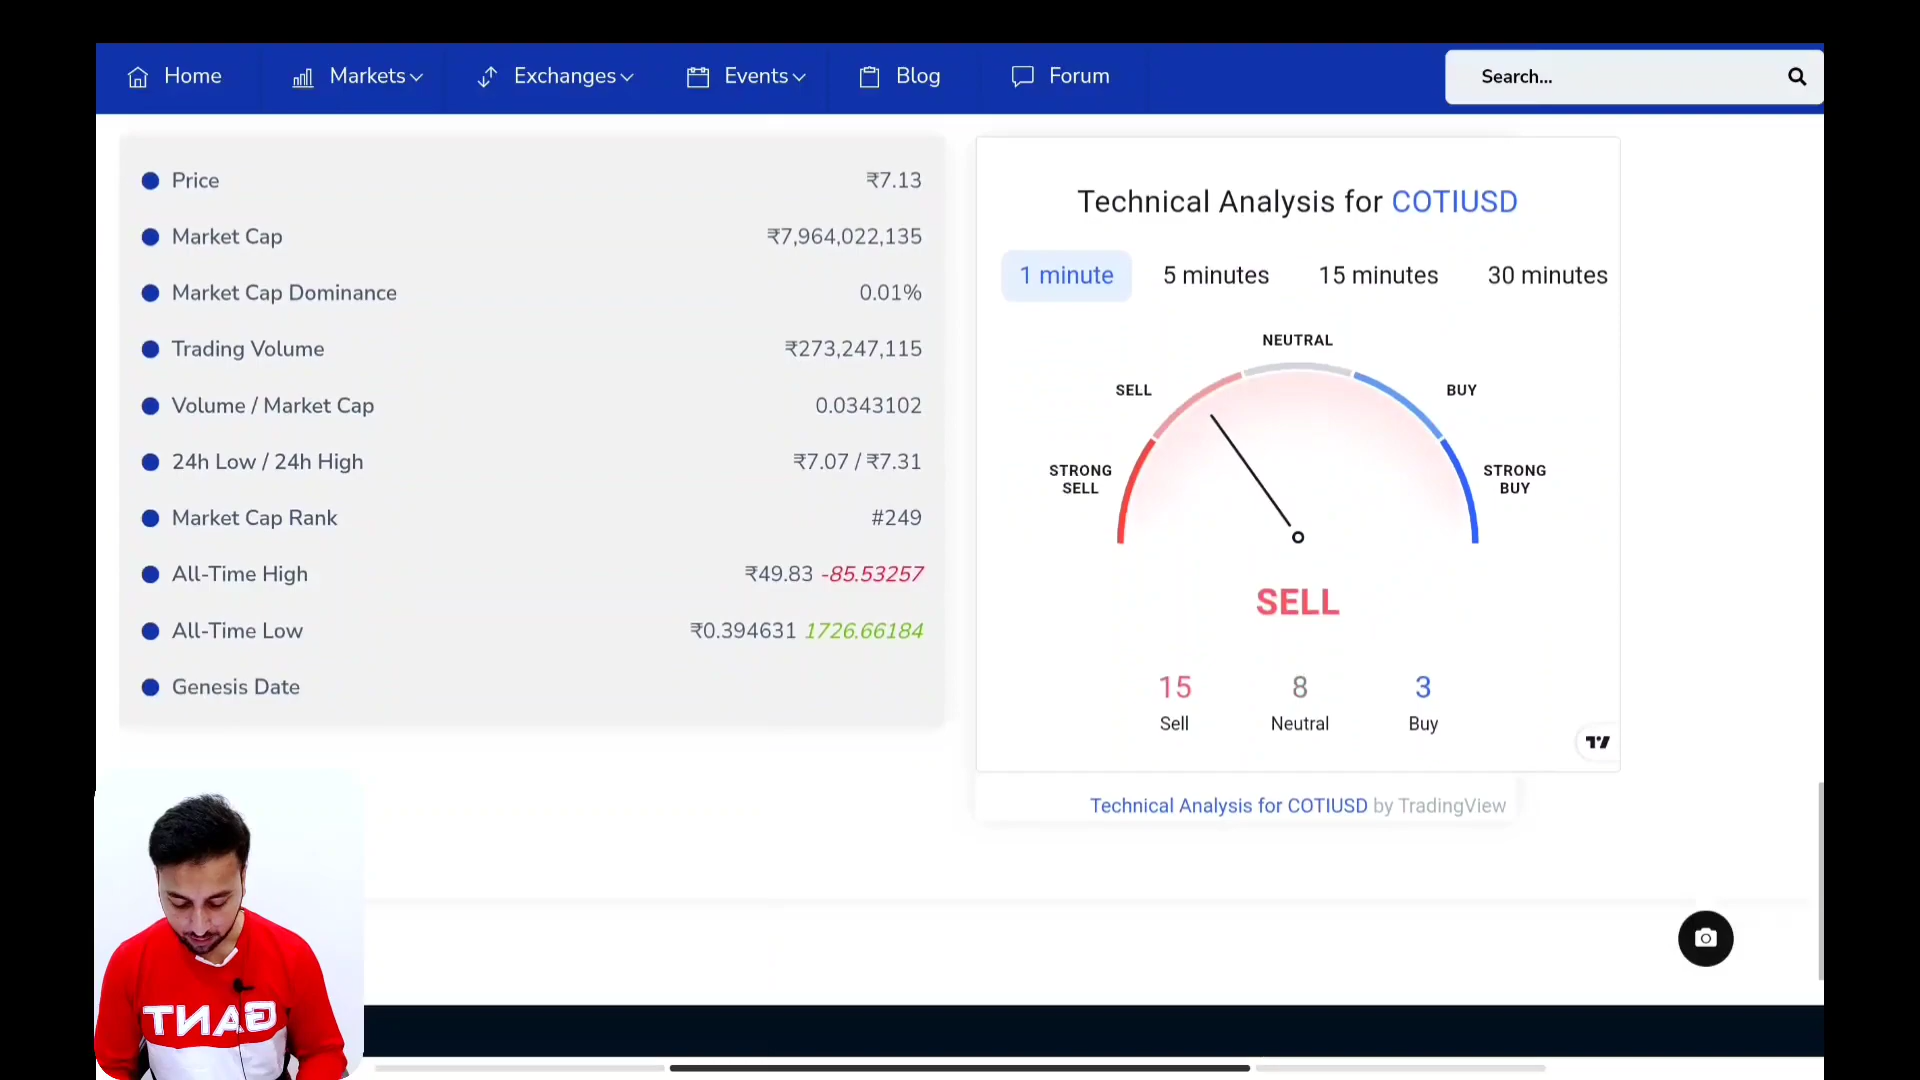 Home Markets Exchanges Events Blog Forum Search...
Price ₹7.13
Market Cap ₹7,964,022,135
Market Cap Dominance 0.01%
Trading Volume ₹273,247,115
Volume / Market Cap 0.0343102
24h Low / 24h High ₹7.07 / ₹7.31
Market Cap Rank #249
All-Time High ₹49.83 -85.53257
All-Time Low ₹0.394631 1726.66184
Genesis Date
Technical Analysis for COTIUSD
1 minute 5 minutes 15 minutes 30 minutes
NEUTRAL
SELL BUY
STRONG
SELL
STRONG
BUY
SELL
15 8 3
Sell Neutral Buy
Technical Analysis for COTIUSD by TradingView
GANT